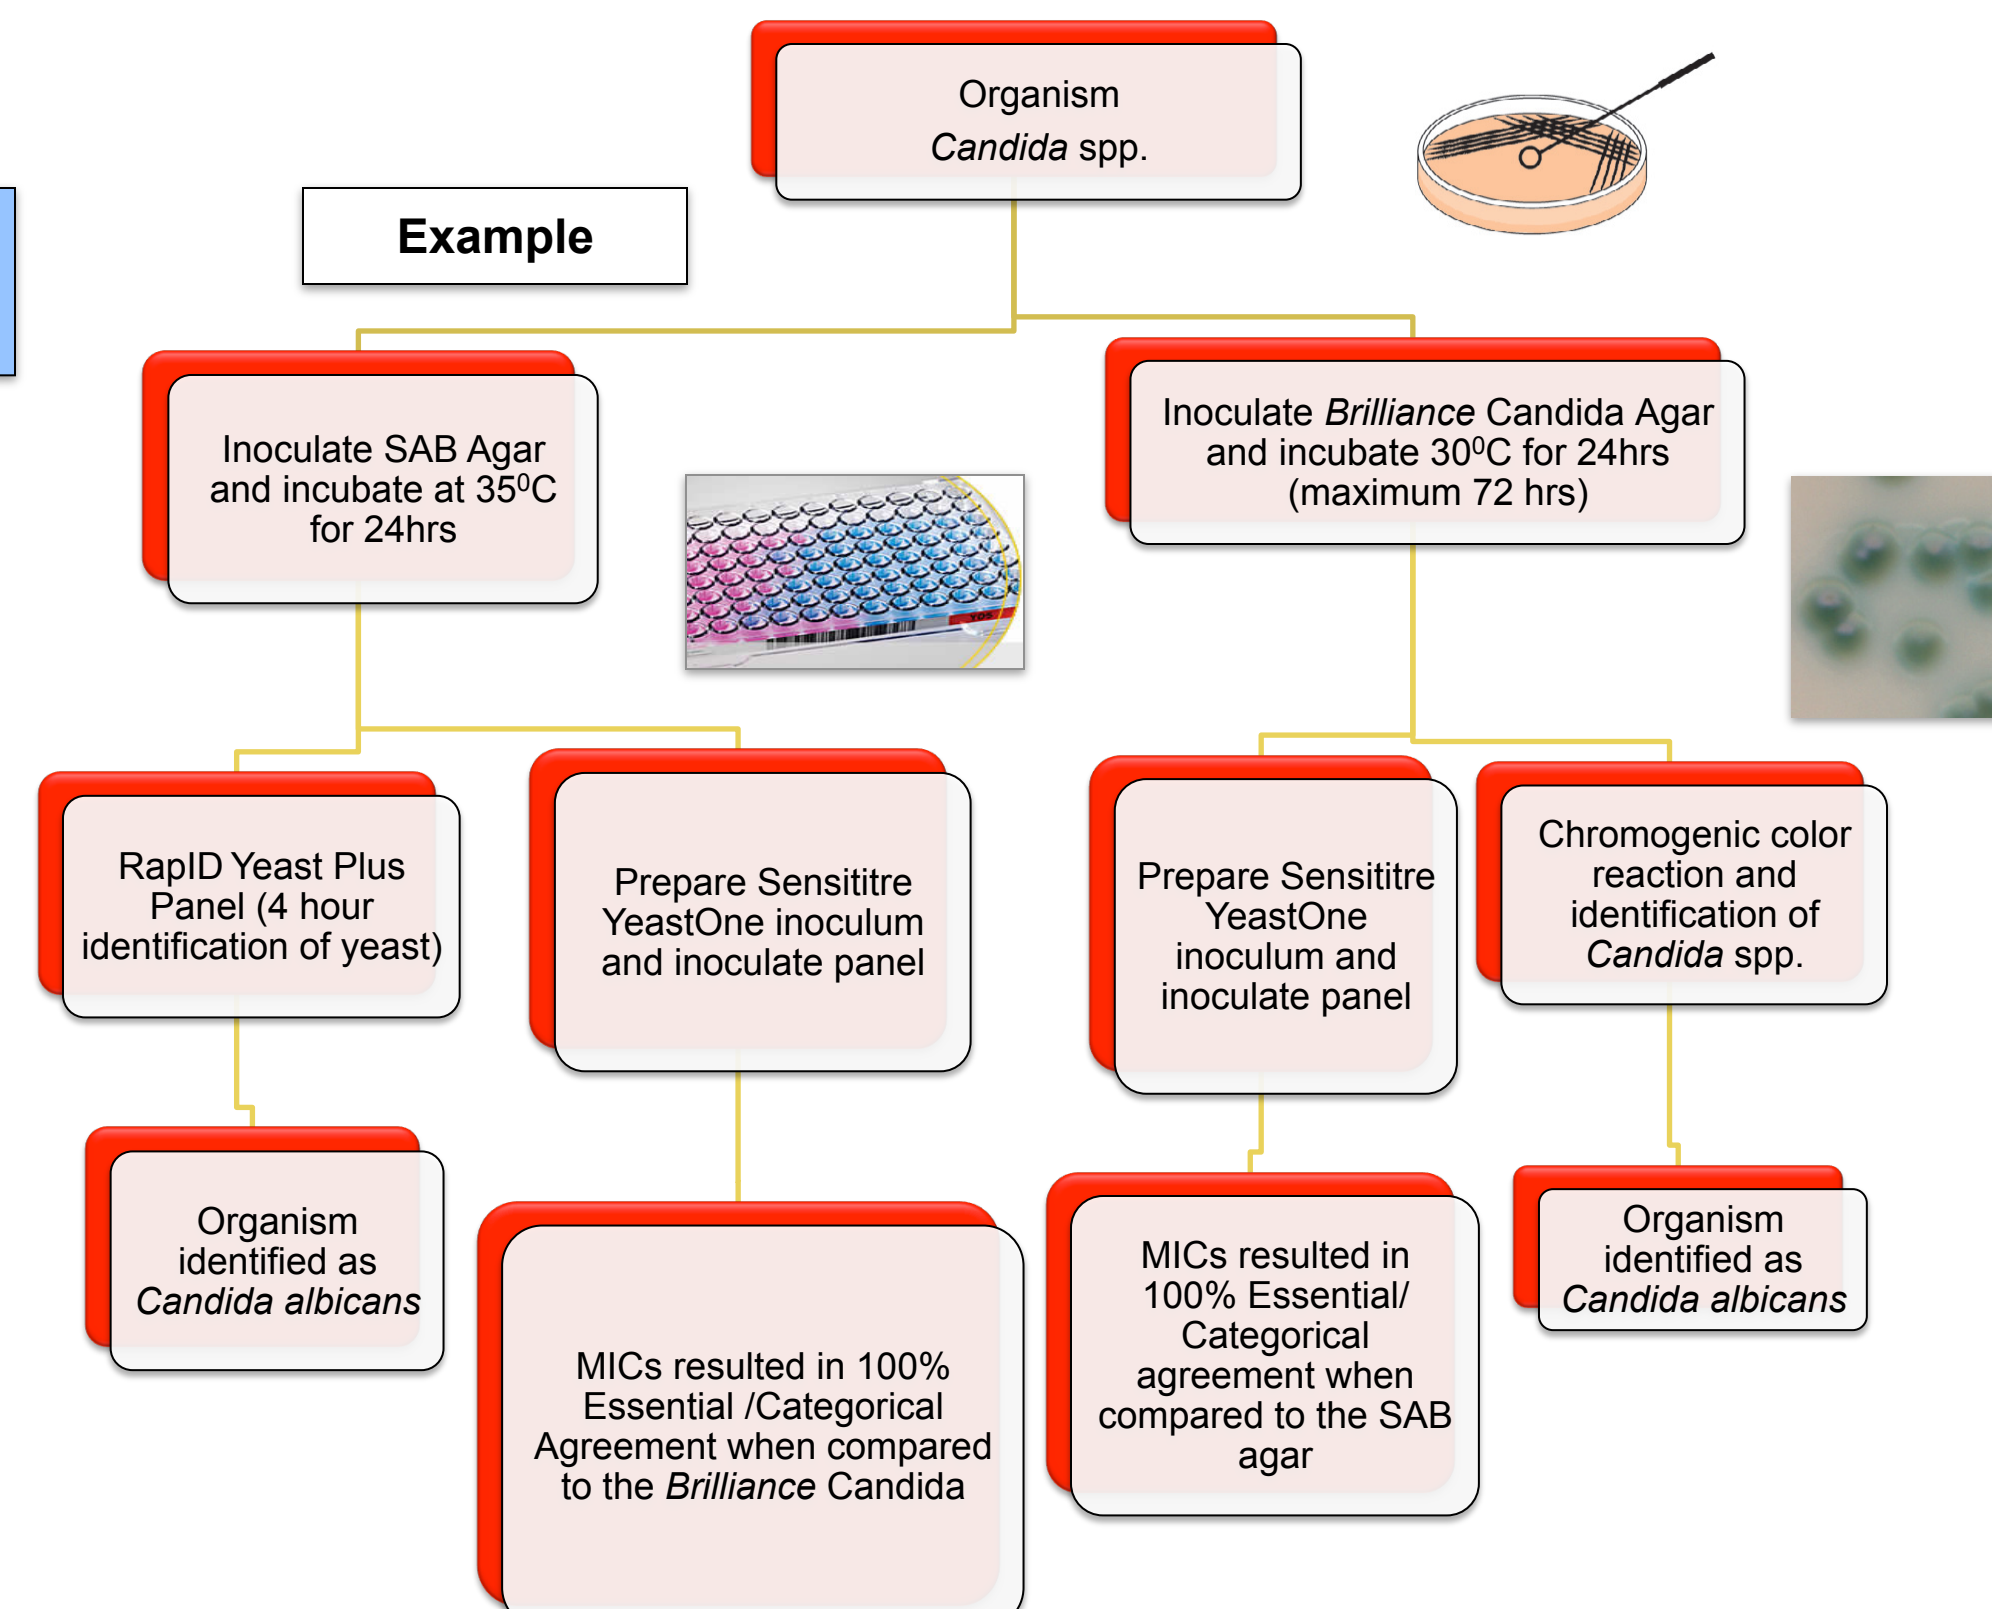 Organism
Candida spp.
Example
Inoculate SAB Agar
and incubate at 35⁰C
for 24hrs
Inoculate Brilliance Candida Agar
and incubate 30⁰C for 24hrs
(maximum 72 hrs)
YOS
RapID Yeast Plus
Panel (4 hour
identification of yeast)
Prepare Sensititre
YeastOne inoculum
and inoculate panel
Prepare Sensititre
YeastOne
inoculum and
inoculate panel
Chromogenic color
reaction and
identification of
Candida spp.
Organism
identified as
Candida albicans
MICs resulted in 100%
Essential /Categorical
Agreement when compared
to the Brilliance Candida
MICs resulted in
100% Essential/
Categorical
agreement when
compared to the SAB
agar
Organism
identified as
Candida albicans